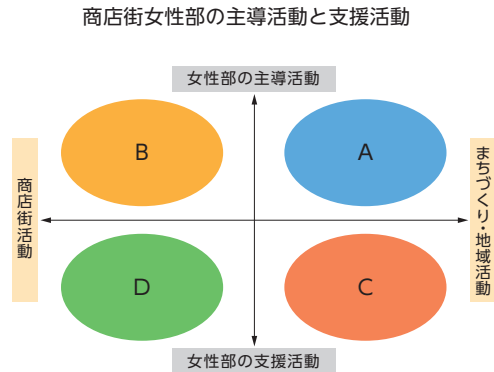 商店街女性部の主導活動と支援活動
女性部の主導活動
B
A
商店街活動
まちづくり・地域活動
D
C
女性部の支援活動